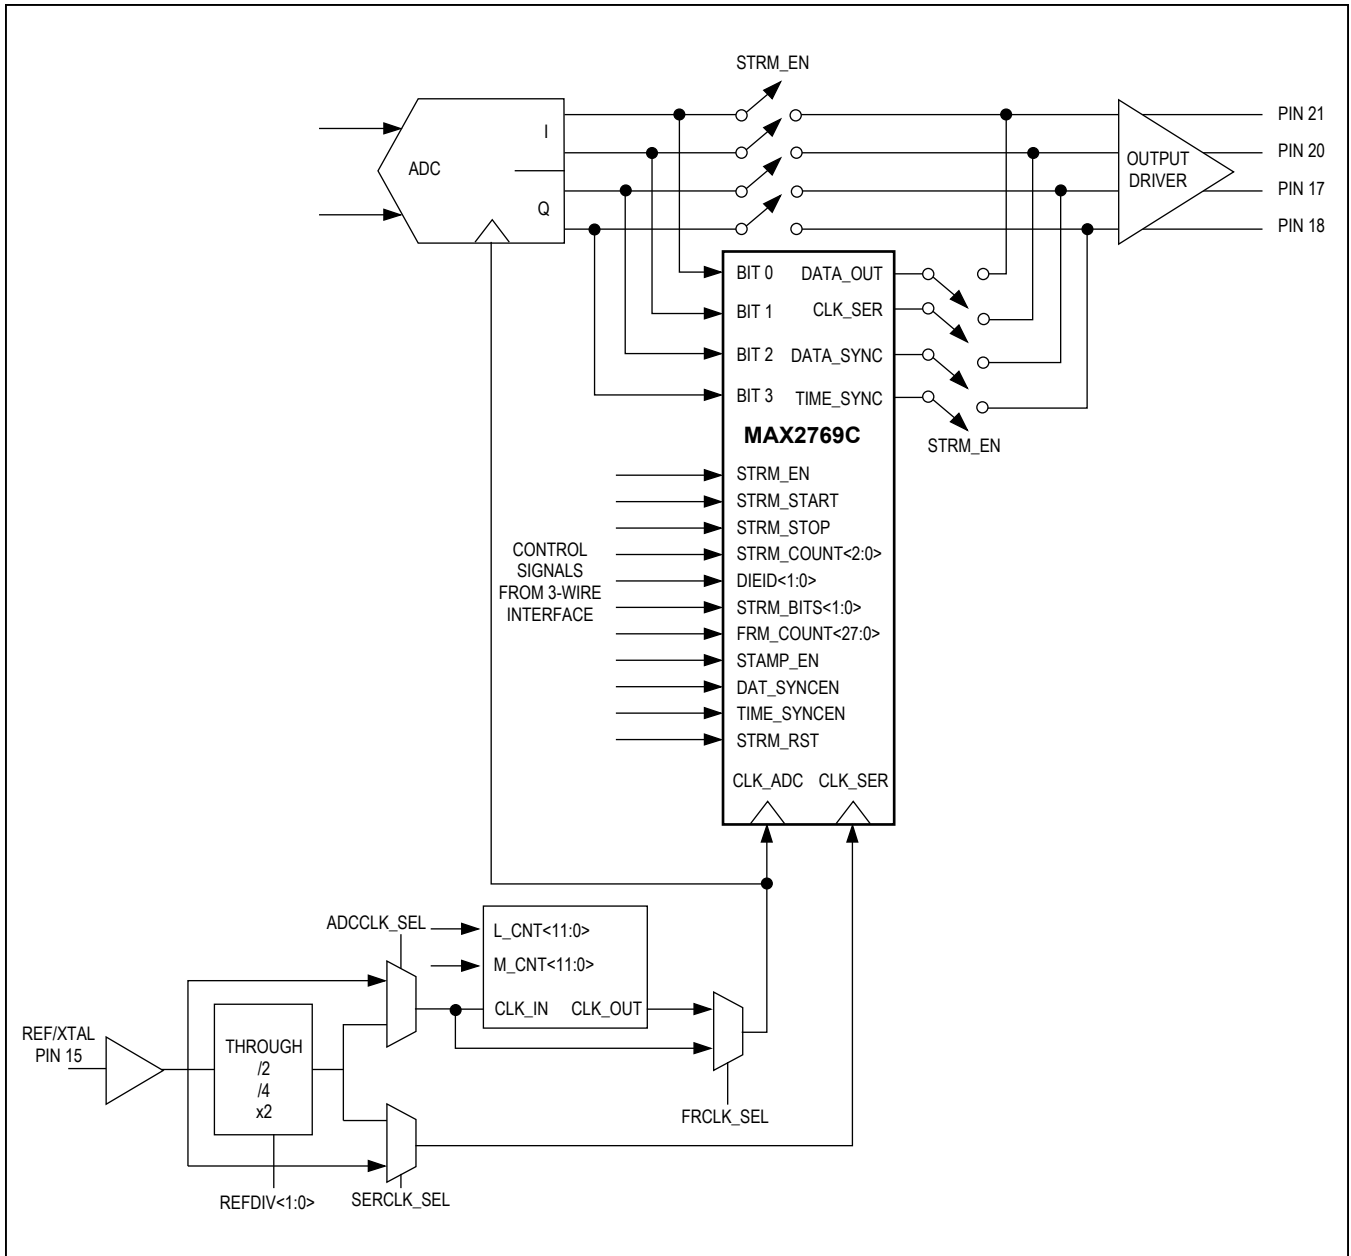 STRM_EN
PIN 21
I
PIN 20
ADC
OUTPUT
DRIVER
PIN 17
Q
PIN 18
BIT 0 DATA_OUT
BIT 1 CLK_SER
BIT 2 DATA_SYNC
BIT 3 TIME_SYNC
MAX2769C
STRM_EN
STRM_EN
STRM_START
STRM_STOP
STRM_COUNT<2:0>
DIEID<1:0>
STRM_BITS<1:0>
FRM_COUNT<27:0>
STAMP_EN
DAT_SYNCEN
TIME_SYNCEN
STRM_RST
CONTROL
SIGNALS
FROM 3-WIRE
INTERFACE
CLK_ADC CLK_SER
ADCCLK_SEL
L_CNT<11:0>
M_CNT<11:0>
CLK_IN CLK_OUT
REF/XTAL
PIN 15
THROUGH
/2
/4
x2
FRCLK_SEL
REFDIV<1:0>
SERCLK_SEL